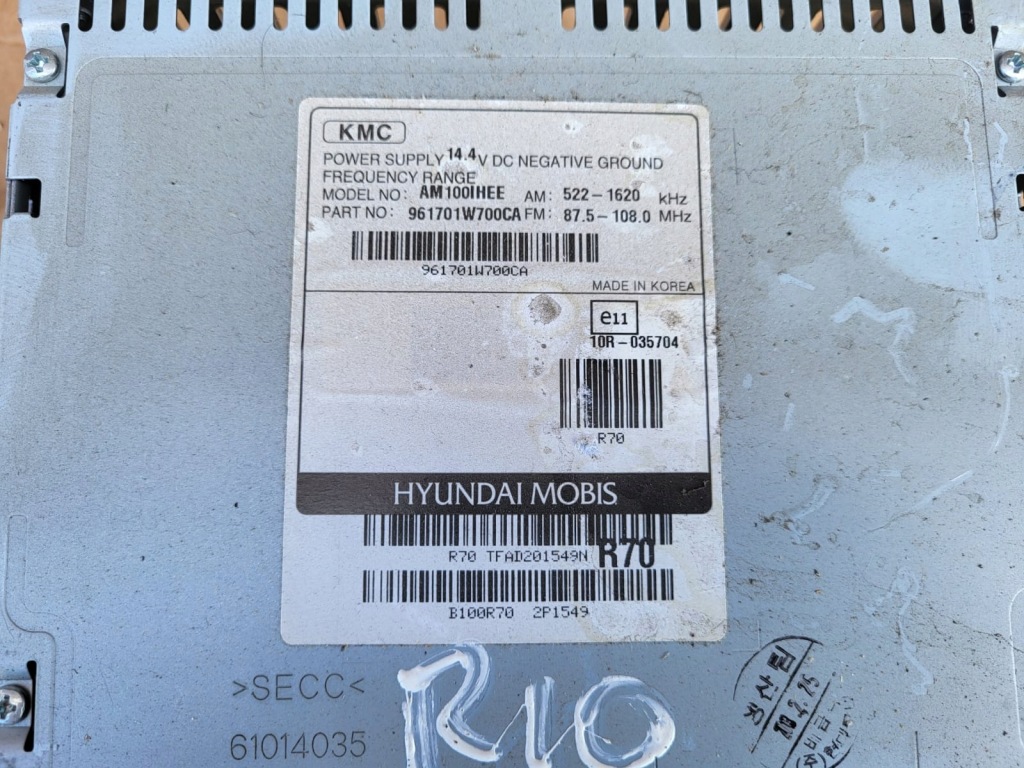 KMC
POWER SUPPLY 14.4V DC NEGATIVE GROUND
FREQUENCY RANGE
MODEL NO: AM100IHEE AM: 522-1620 kHz
PART NO: 961701W700CA FM: 87.5-108.0 MHz
961701W700CA
MADE IN KOREA
e11
10R-035704
R70
HYUNDAI MOBIS
R70 TFAD201549N R70
B100R70 2P1549
>SECC<
61014035
R10